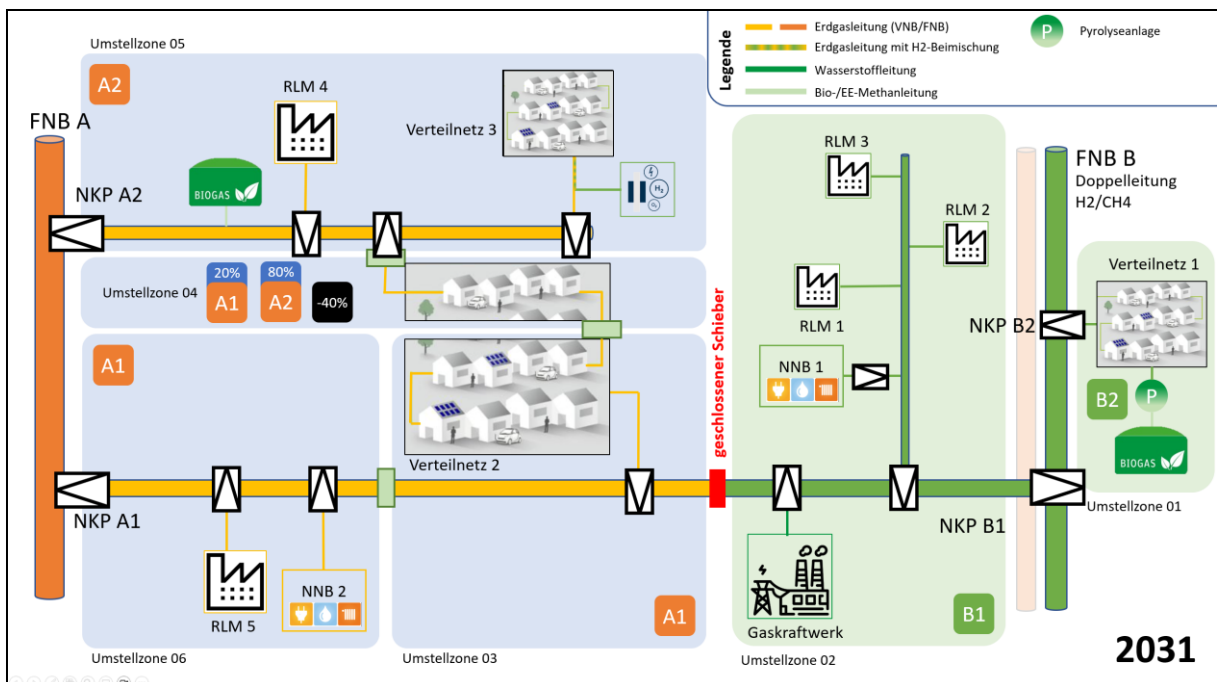 Umstellzone 05
A2
RLM 4
Verteilnetz 3
FNB A
NKP A2
BIOGAS
H2
O2
Legende
Erdgasleitung (VNB/FNB)
Erdgasleitung mit H2-Beimischung
Wasserstoffleitung
Bio-/EE-Methanleitung
P
Pyrolyseanlage
RLM 3
RLM 2
RLM 1
NNB 1
FNB B
Doppelleitung
H2/CH4
Verteilnetz 1
NKP B2
B2
P
BIOGAS
Umstellzone 01
Umstellzone 04
20%
A1
80%
A2
-40%
A1
Verteilnetz 2
geschlossener Schieber
NKP A1
NKP B1
RLM 5
NNB 2
A1
Gaskraftwerk
B1
Umstellzone 06
Umstellzone 03
Umstellzone 02
2031